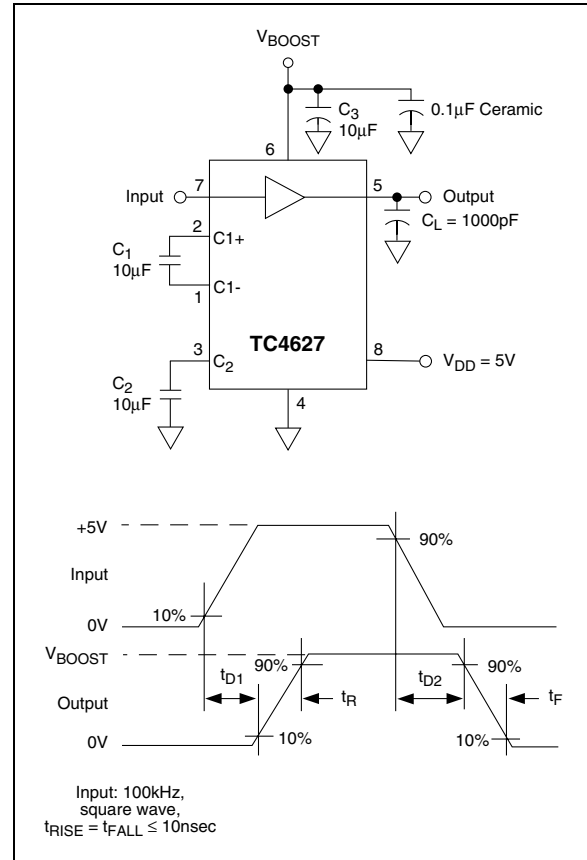 VBOOST
C3
10µF
0.1µF Ceramic
6
Input
7
5
Output
CL = 1000pF
2
C1+
C1
10µF
C1-
1
TC4627
3
C2
8
VDD = 5V
C2
10µF
4
+5V
90%
Input
10%
0V
VBOOST
tD1
90%
tR
tD2
90%
tF
Output
0V
10%
10%
Input: 100kHz,
square wave,
tRISE = tFALL ≤ 10nsec